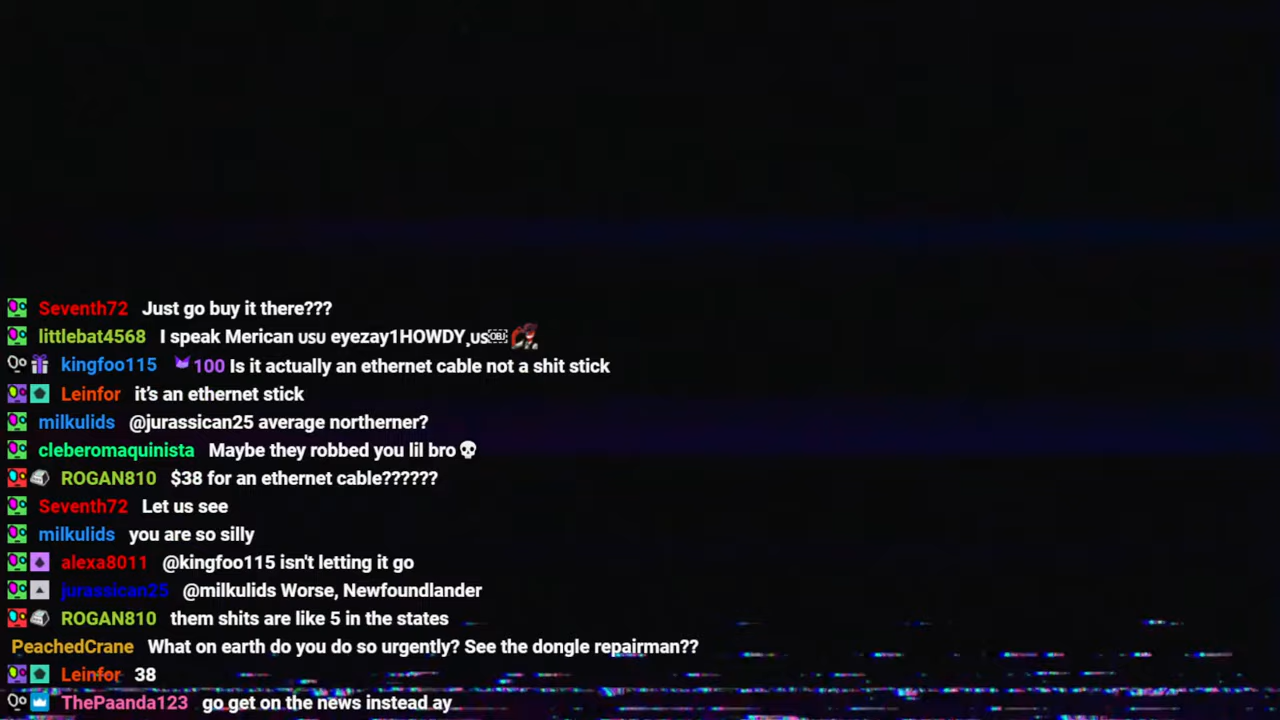 Seventh72 Just go buy it there???
littlebat4568 I speak Merican ᴜsᴜ eyezay1HOWDY¸ᴜs
kingfoo115 100 Is it actually an ethernet cable not a shit stick
Leinfor it's an ethernet stick
milkulids @jurassican25 average northerner?
cleberomaquinista Maybe they robbed you lil bro💀
ROGAN810 $38 for an ethernet cable??????
Seventh72 Let us see
milkulids you are so silly
alexa8011 @kingfoo115 isn't letting it go
jurassican25 @milkulids Worse, Newfoundlander
ROGAN810 them shits are like 5 in the states
PeachedCrane What on earth do you do so urgently? See the dongle repairman??
Leinfor 38
ThePaanda123 go get on the news instead ay